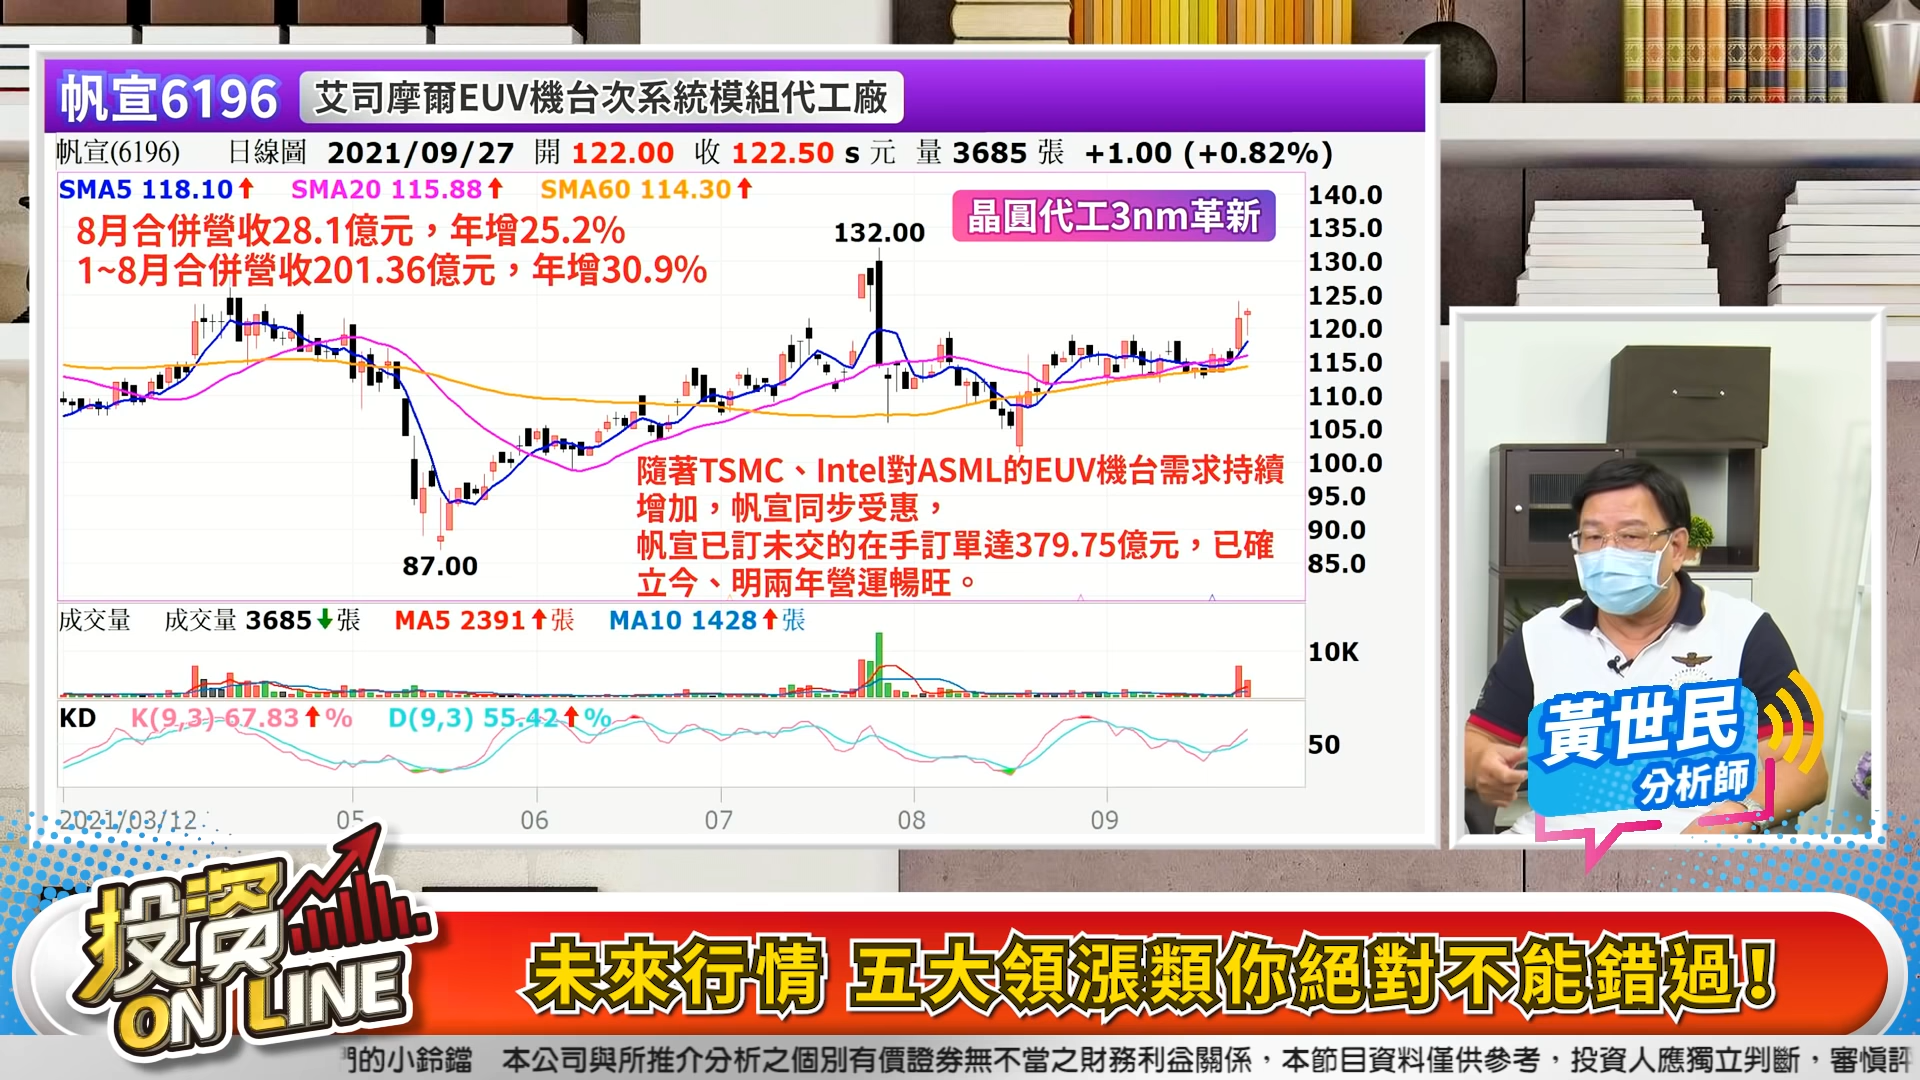 帆宣6196
艾司摩爾EUV機台次系統模組代工廠
帆宣(6196) 日線圖 2021/09/27 開 122.00 收 122.50 s 元 量 3685 張 +1.00 (+0.82%)
SMA5 118.10 SMA20 115.88 SMA60 114.30
8月合併營收28.1億元，年增25.2%
1~8月合併營收201.36億元，年增30.9%
晶圓代工3nm革新
132.00
87.00
140.0
135.0
130.0
125.0
120.0
115.0
110.0
105.0
100.0
95.0
90.0
85.0
隨著TSMC、Intel對ASML的EUV機台需求持續
增加，帆宣同步受惠，
帆宣已訂未交的在手訂單達379.75億元，已確
立今、明兩年營運暢旺。
成交量 成交量 3685 張 MA5 2391 張 MA10 1428 張
10K
KD K(9,3) 67.83 % D(9,3) 55.42 %
50
2021/03/12 05 06 07 08 09
黃世民
分析師
投資
ON LINE
未來行情 五大領漲類你絕對不能錯過！
的小鈴鐺 本公司與所推介分析之個別有價證券無不當之財務利益關係，本節目資料僅供參考，投資人應獨立判斷，審慎評